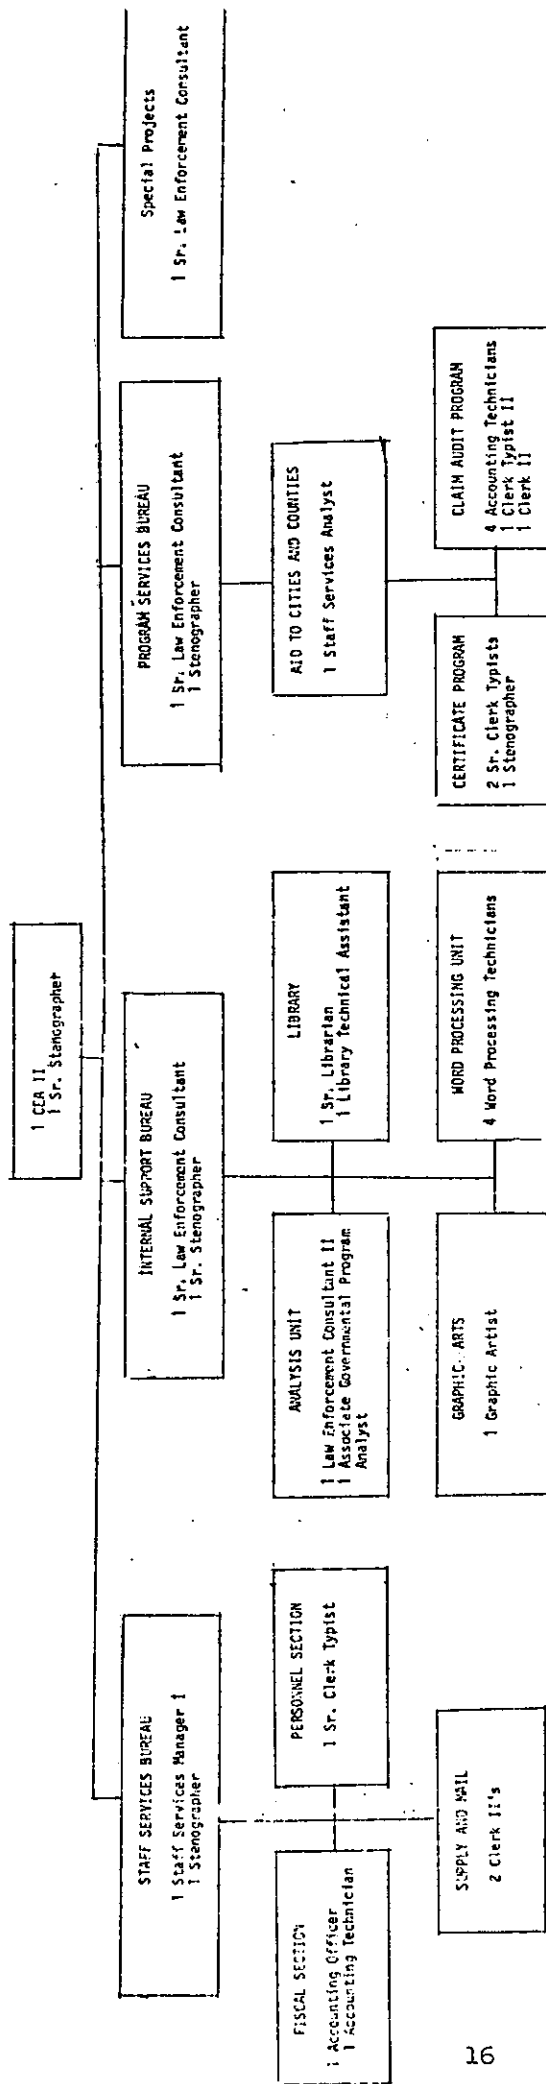 1 CEA II
1 Sr. Stenographer
STAFF SERVICES BUREAU
1 Staff Services Manager I
1 Stenographer
INTERNAL SUPPORT BUREAU
1 Sr. Law Enforcement Consultant
1 Sr. Stenographer
PROGRAM SERVICES BUREAU
1 Sr. Law Enforcement Consultant
1 Stenographer
Special Projects
1 Sr. Law Enforcement Consultant
FISCAL SECTION
1 Accounting Officer
1 Accounting Technician
PERSONNEL SECTION
1 Sr. Clerk Typist
ANALYSIS UNIT
1 Law Enforcement Consultant II
1 Associate Governmental Program
Analyst
LIBRARY
1 Sr. Librarian
1 Library Technical Assistant
AID TO CITIES AND COUNTIES
1 Staff Services Analyst
SUPPLY AND MAIL
2 Clerk II's
GRAPHIC ARTS
1 Graphic Artist
WORD PROCESSING UNIT
4 Word Processing Technicians
CERTIFICATE PROGRAM
2 Sr. Clerk Typists
1 Stenographer
CLAIM AUDIT PROGRAM
4 Accounting Technicians
1 Clerk Typist II
1 Clerk II
16